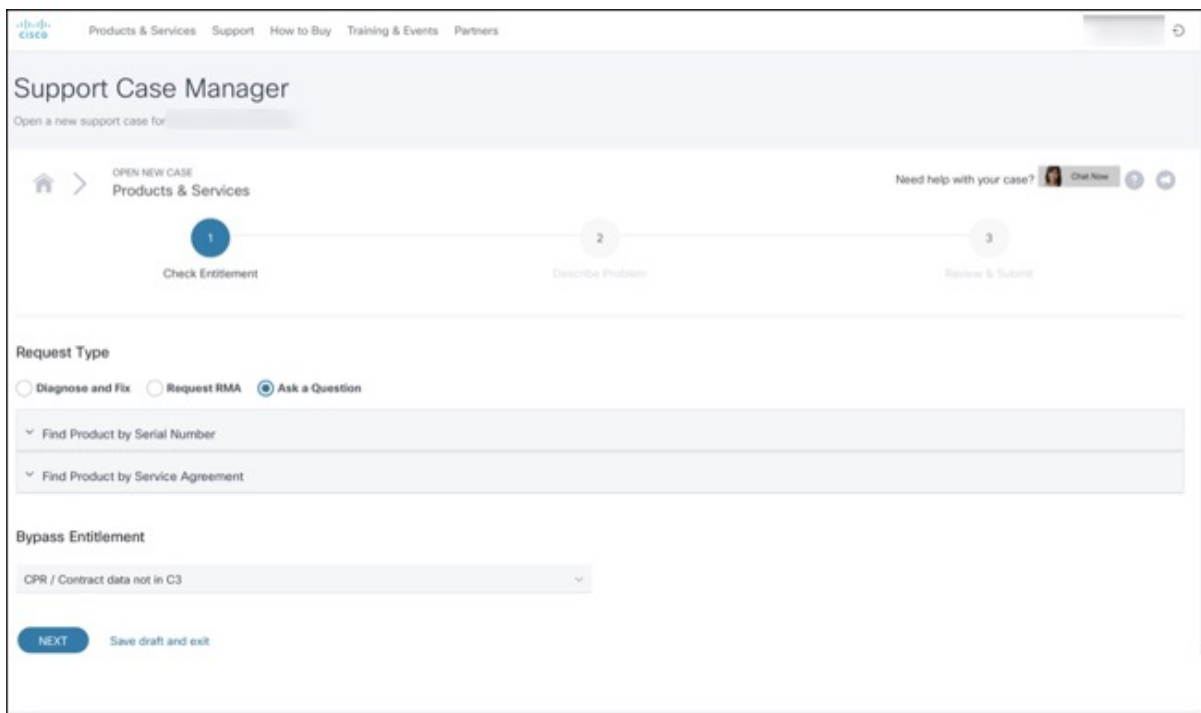 CISCO
Products & Services Support How to Buy Training & Events Partners
Support Case Manager
Open a new support case for
OPEN NEW CASE
Products & Services
Need help with your case? Chat Now ?
1
2
3
Check Entitlement
Describe Problem
Review & Submit
Request Type
Diagnose and Fix Request RMA Ask a Question
Find Product by Serial Number
Find Product by Service Agreement
Bypass Entitlement
CPR / Contract data not in C3
NEXT Save draft and exit